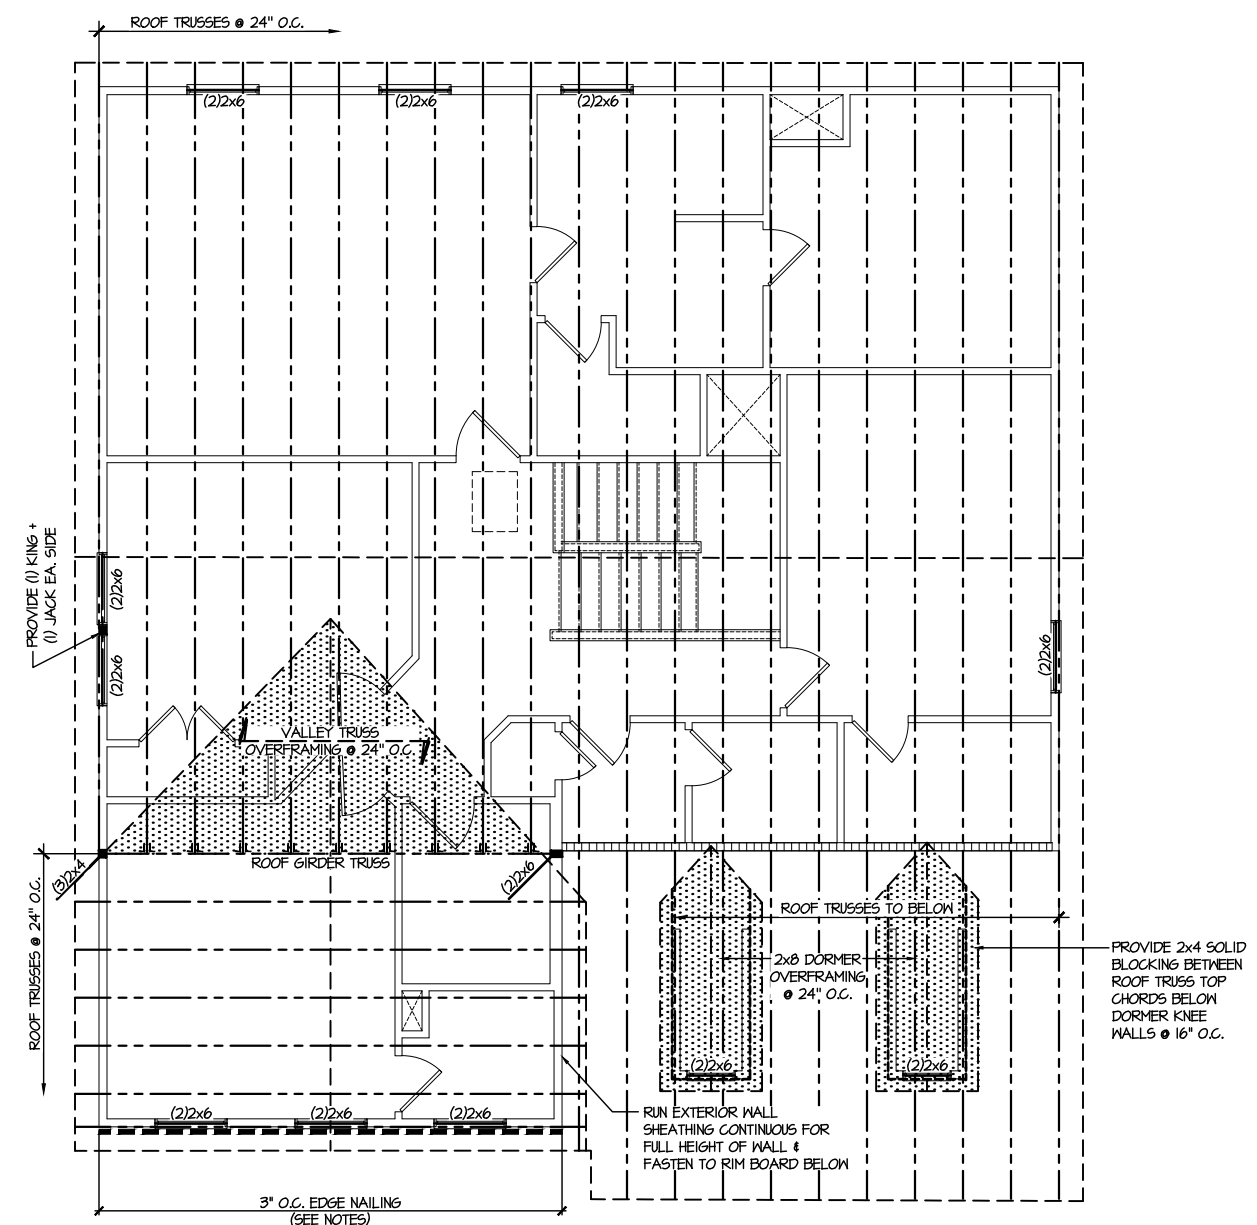 ROOF TRUSSES @ 24" O.C.
(2)2x6
(2)2x6
(2)2x6
PROVIDE (1) KING +
(1) JACK EA. SIDE
(2)2x6
(2)2x6
(2)2x6
VALLEY TRUSS
OVERFRAMING @ 24" O.C.
ROOF GIRDER TRUSS
(3)2x4
(2)2x6
ROOF TRUSSES @ 24" O.C.
ROOF TRUSSES TO BELOW
2x8 DORMER
OVERFRAMING
@ 24" O.C.
PROVIDE 2x4 SOLID
BLOCKING BETWEEN
ROOF TRUSS TOP
CHORDS BELOW
DORMER KNEE
WALLS @ 16" O.C.
(2)2x6
(2)2x6
(2)2x6
(2)2x6
(2)2x6
RUN EXTERIOR WALL
SHEATHING CONTINUOUS FOR
FULL HEIGHT OF WALL &
FASTEN TO RIM BOARD BELOW
3" O.C. EDGE NAILING
(SEE NOTES)